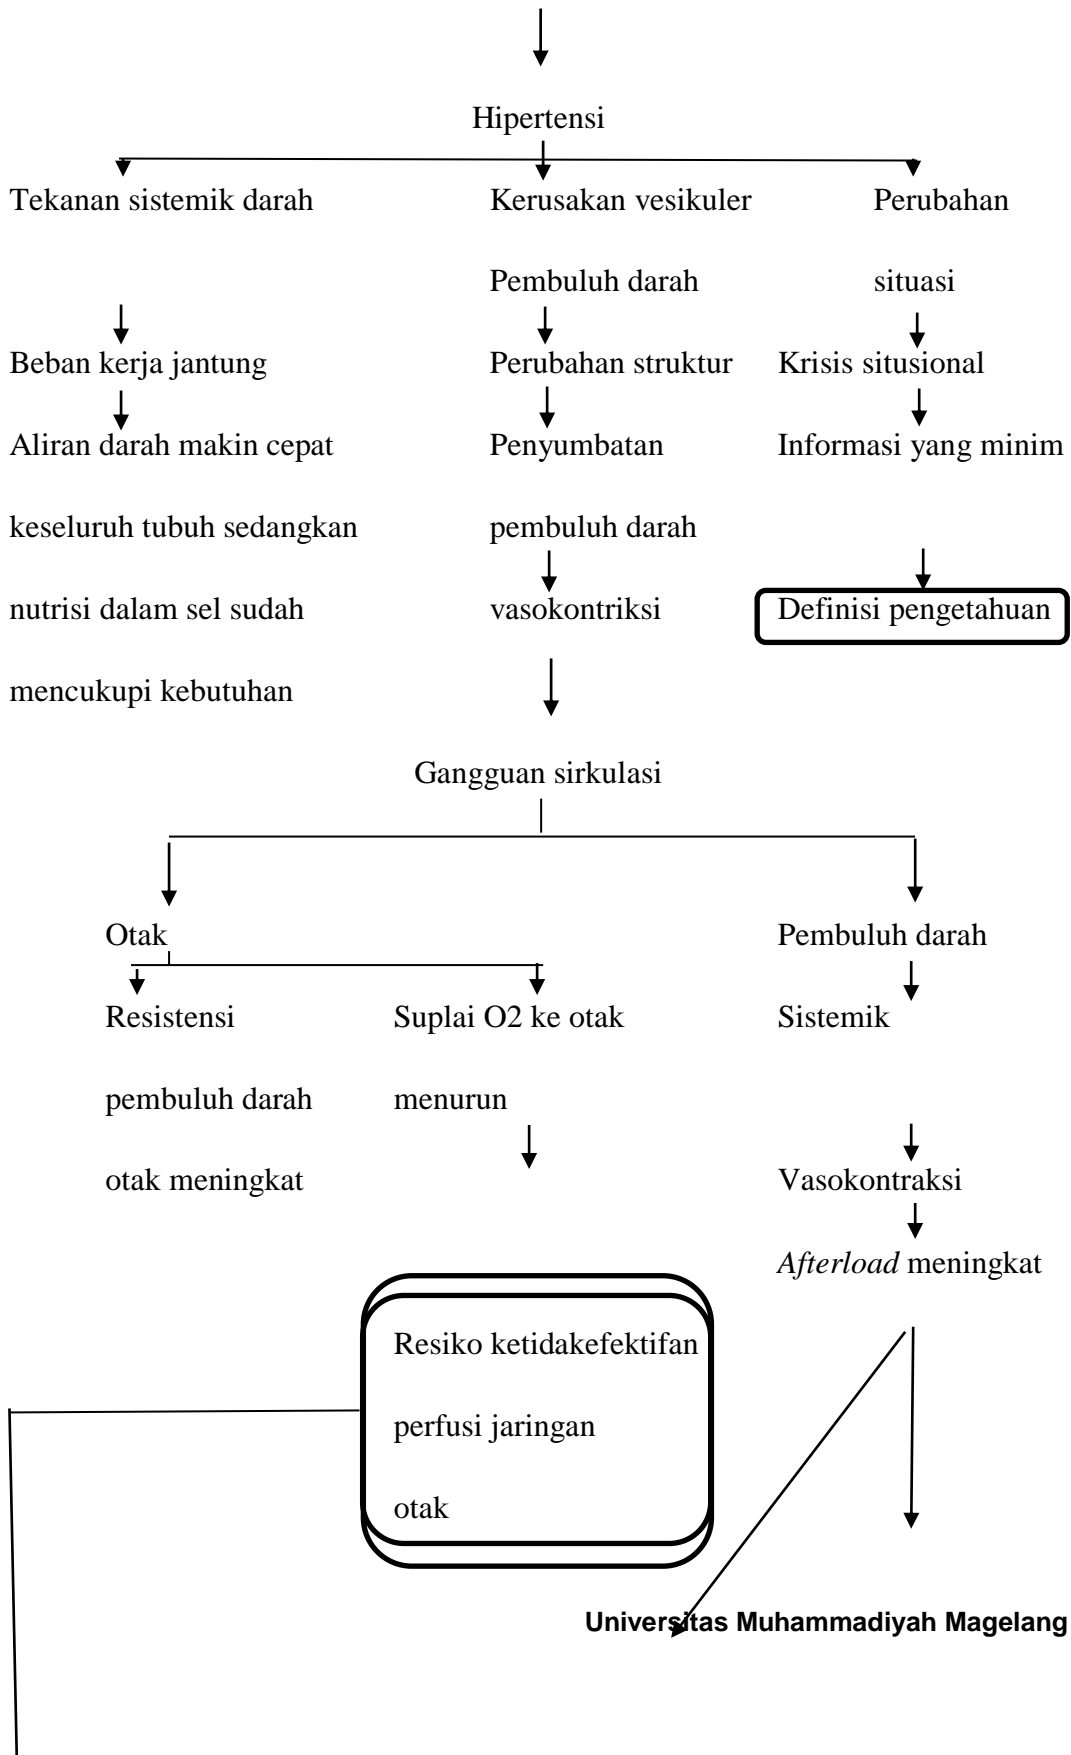 Hipertensi
Tekanan sistemik darah
Kerusakan vesikuler
Perubahan
Pembuluh darah
situasi
Beban kerja jantung
Perubahan struktur
Krisis situsional
Aliran darah makin cepat
Penyumbatan
Informasi yang minim
keseluruh tubuh sedangkan
pembuluh darah
nutrisi dalam sel sudah
vasokontriksi
Definisi pengetahuan
mencukupi kebutuhan
Gangguan sirkulasi
Otak
Pembuluh darah
Resistensi
Suplai O2 ke otak
Sistemik
pembuluh darah
menurun
otak meningkat
Vasokontraksi
Afterload meningkat
Resiko ketidakefektifan
perfusi jaringan
otak
Universitas Muhammadiyah Magelang